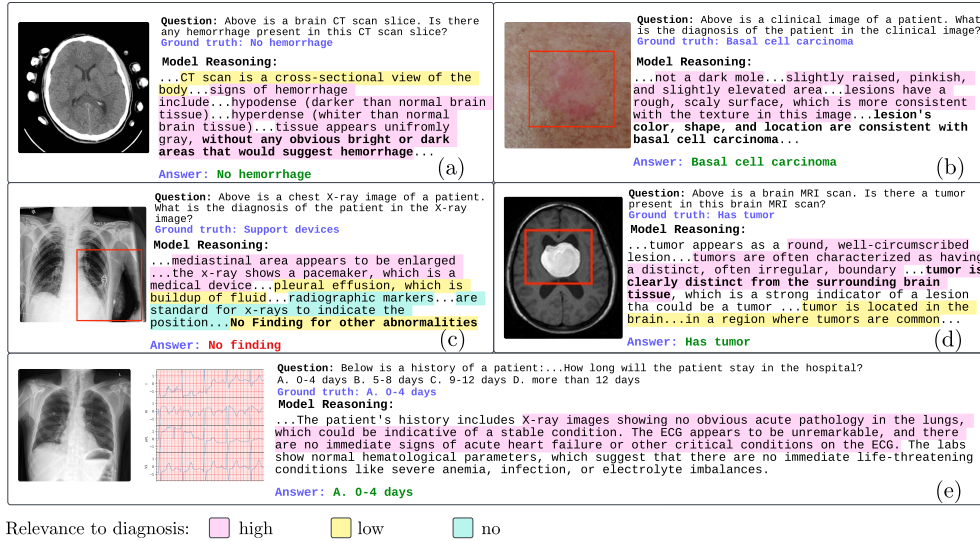 Question: Above is a brain CT scan slice. Is there
any hemorrhage present in this CT scan slice?
Ground truth: No hemorrhage
Model Reasoning:
...CT scan is a cross-sectional view of the
body...signs of hemorrhage
include...hypodense (darker than normal brain
tissue)...hyperdense (whiter than normal
brain tissue)...tissue appears unifromly
gray, without any obvious bright or dark
areas that would suggest hemorrhage...
Answer: No hemorrhage
(a)
Question: Above is a clinical image of a patient. What
is the diagnosis of the patient in the clinical image?
Ground truth: Basal cell carcinoma
Model Reasoning:
...not a dark mole...slightly raised, pinkish,
and slightly elevated area...lesions have a
rough, scaly surface, which is more consistent
with the texture in this image...lesion's
color, shape, and location are consistent with
basal cell carcinoma...
Answer: Basal cell carcinoma
(b)
Question: Above is a chest X-ray image of a patient.
What is the diagnosis of the patient in the X-ray
image?
Ground truth: Support devices
Model Reasoning:
...mediastinal area appears to be enlarged
...the x-ray shows a pacemaker, which is a
medical device...pleural effusion, which is
buildup of fluid...radiographic markers...are
standard for x-rays to indicate the
position...No Finding for other abnormalities
Answer: No finding
(c)
Question: Above is a brain MRI scan. Is there a tumor
present in this brain MRI scan?
Ground truth: Has tumor
Model Reasoning:
...tumor appears as a round, well-circumscribed
lesion...tumors are often characterized as having
a distinct, often irregular, boundary ...tumor is
clearly distinct from the surrounding brain
tissue, which is a strong indicator of a lesion
tha could be a tumor ...tumor is located in the
brain...in a region where tumors are common...
Answer: Has tumor
(d)
Question: Below is a history of a patient:...How long will the patient stay in the hospital?
A. 0-4 days B. 5-8 days C. 9-12 days D. more than 12 days
Ground truth: A. 0-4 days
Model Reasoning:
...The patient's history includes X-ray images showing no obvious acute pathology in the lungs,
which could be indicative of a stable condition. The ECG appears to be unremarkable, and there
are no immediate signs of acute heart failure or other critical conditions on the ECG. The labs
show normal hematological parameters, which suggest that there are no immediate life-threatening
conditions like severe anemia, infection, or electrolyte imbalances.
Answer: A. 0-4 days
(e)
Relevance to diagnosis: high low no